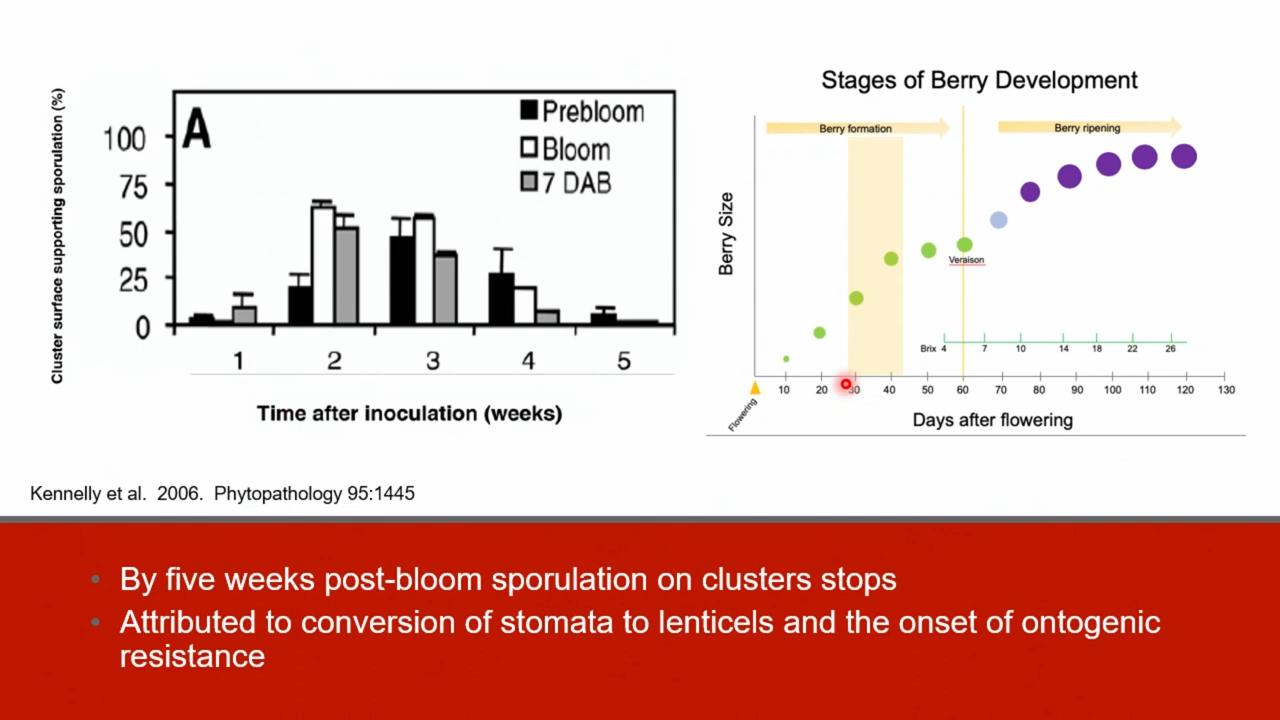 Cluster surface supporting sporulation (%)
A
Prebloom
Bloom
7 DAB
100
75
50
25
0
1 2 3 4 5
Time after inoculation (weeks)
Stages of Berry Development
Berry formation
Berry ripening
Berry Size
Veraison
Brix 4 7 10 14 18 22 26
10 20 30 40 50 60 70 80 90 100 110 120 130
Flowering
Days after flowering
Kennelly et al. 2006. Phytopathology 95:1445
• By five weeks post-bloom sporulation on clusters stops
• Attributed to conversion of stomata to lenticels and the onset of ontogenic
resistance